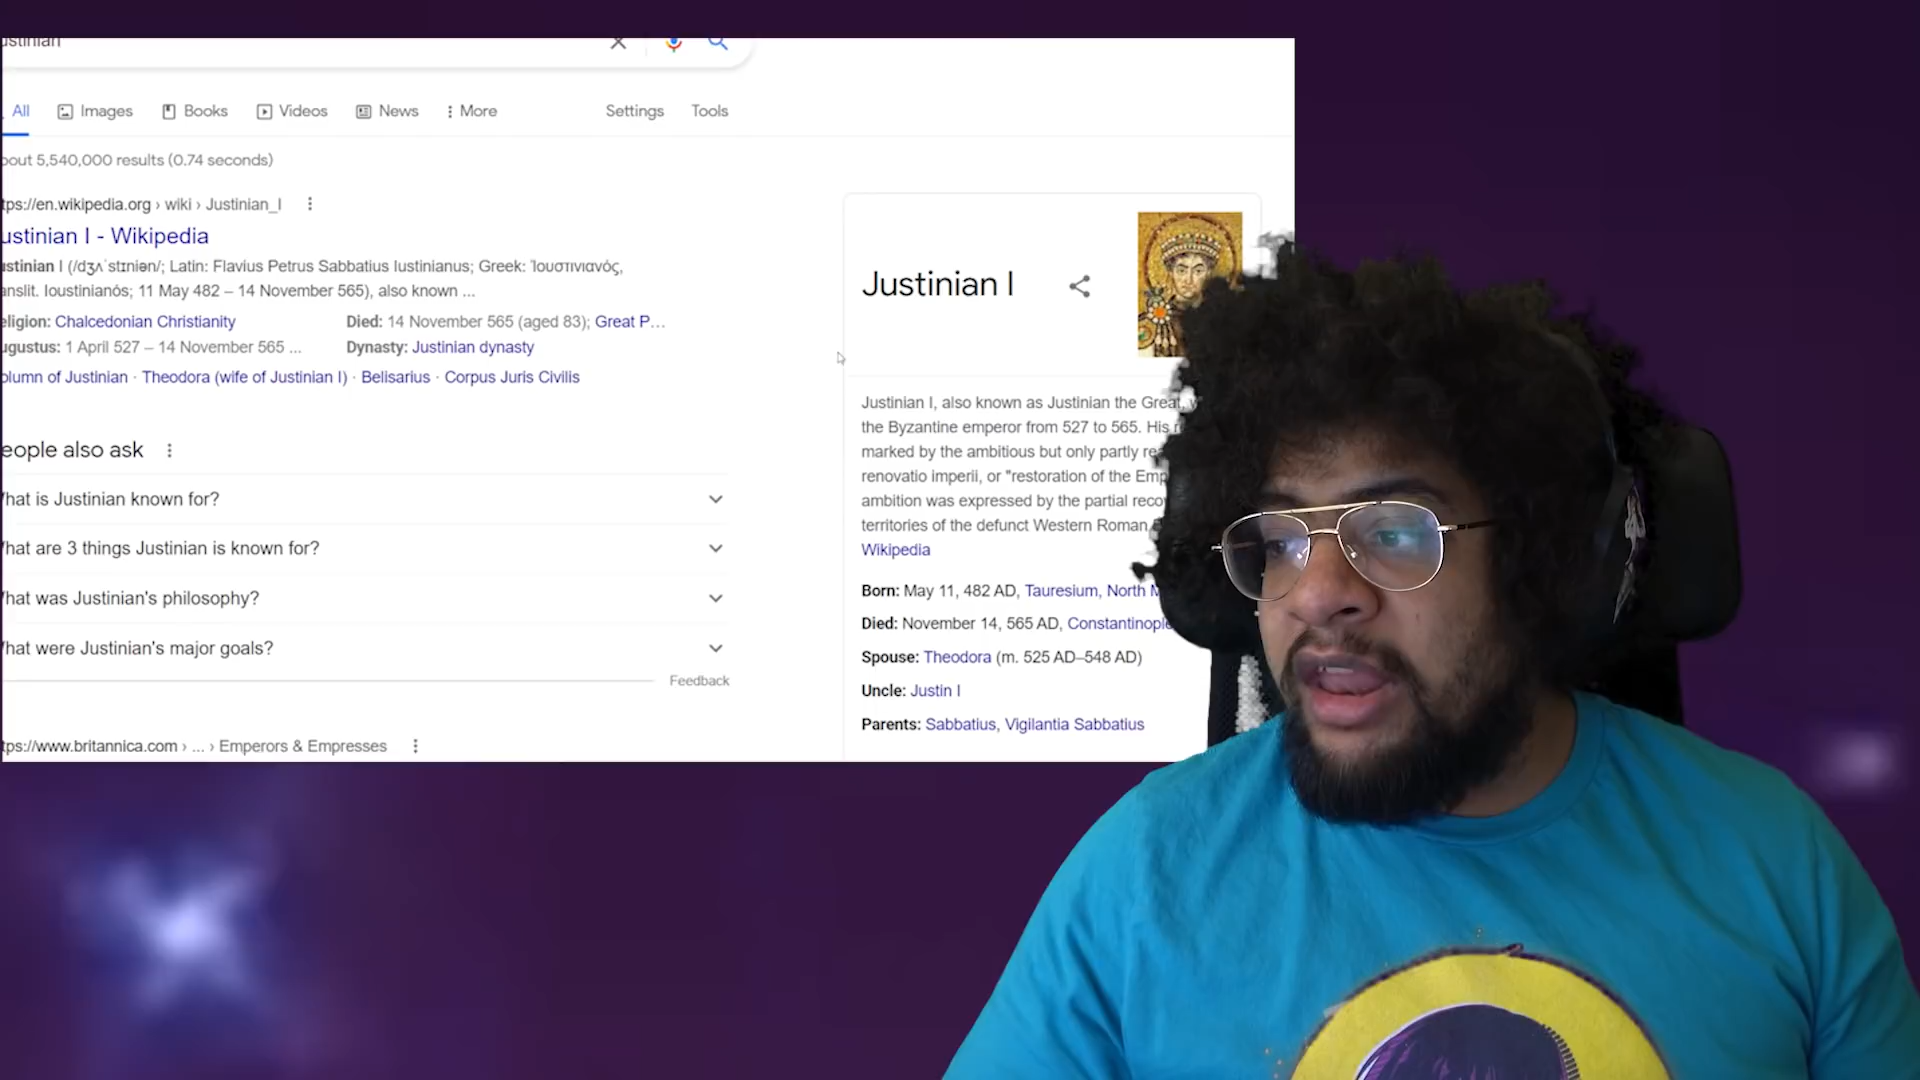 ustinian
All Images Books Videos News More Settings Tools
bout 5,540,000 results (0.74 seconds)
tps://en.wikipedia.org › wiki › Justinian_I
ustinian I - Wikipedia
ustinian I (/dʒʌˈstɪniən/; Latin: Flavius Petrus Sabbatius Iustinianus; Greek: Ἰουστινιανός,
anslit. Ioustinianós; 11 May 482 – 14 November 565), also known ...
eligion: Chalcedonian Christianity Died: 14 November 565 (aged 83); Great P...
ugustus: 1 April 527 – 14 November 565 ... Dynasty: Justinian dynasty
olumn of Justinian · Theodora (wife of Justinian I) · Belisarius · Corpus Juris Civilis
eople also ask
hat is Justinian known for?
hat are 3 things Justinian is known for?
hat was Justinian's philosophy?
hat were Justinian's major goals?
Feedback
tps://www.britannica.com › ... › Emperors & Empresses
Justinian I
Justinian I, also known as Justinian the Great,
the Byzantine emperor from 527 to 565. His
marked by the ambitious but only partly
renovatio imperii, or "restoration of the Emp
ambition was expressed by the partial reco
territories of the defunct Western Roman
Wikipedia
Born: May 11, 482 AD, Tauresium, North
Died: November 14, 565 AD, Constantinople
Spouse: Theodora (m. 525 AD–548 AD)
Uncle: Justin I
Parents: Sabbatius, Vigilantia Sabbatius